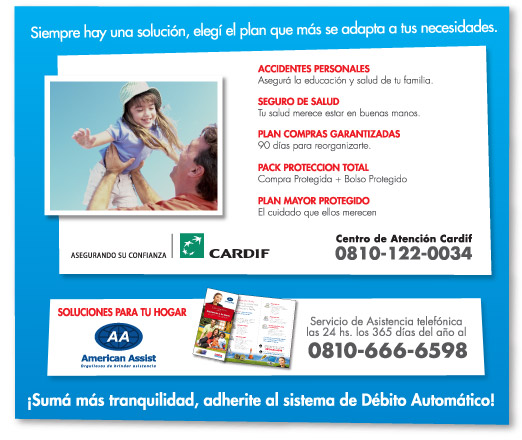 Siempre hay una solución, elegí el plan que más se adapta a tus necesidades.
ACCIDENTES PERSONALES
Asegurá la educación y salud de tu familia.
SEGURO DE SALUD
Tu salud merece estar en buenas manos.
PLAN COMPRAS GARANTIZADAS
90 días para reorganizarte.
PACK PROTECCION TOTAL
Compra Protegida + Bolso Protegido
PLAN MAYOR PROTEGIDO
El cuidado que ellos merecen
ASEGURANDO SU CONFIANZA
CARDIF
Centro de Atención Cardif
0810-122-0034
SOLUCIONES PARA TU HOGAR
AA
American Assist
Orgullosos de brindar asistencia
Servicio de Asistencia telefónica
las 24 hs. los 365 días del año al
0810-666-6598
¡Sumá más tranquilidad, adherite al sistema de Débito Automático!